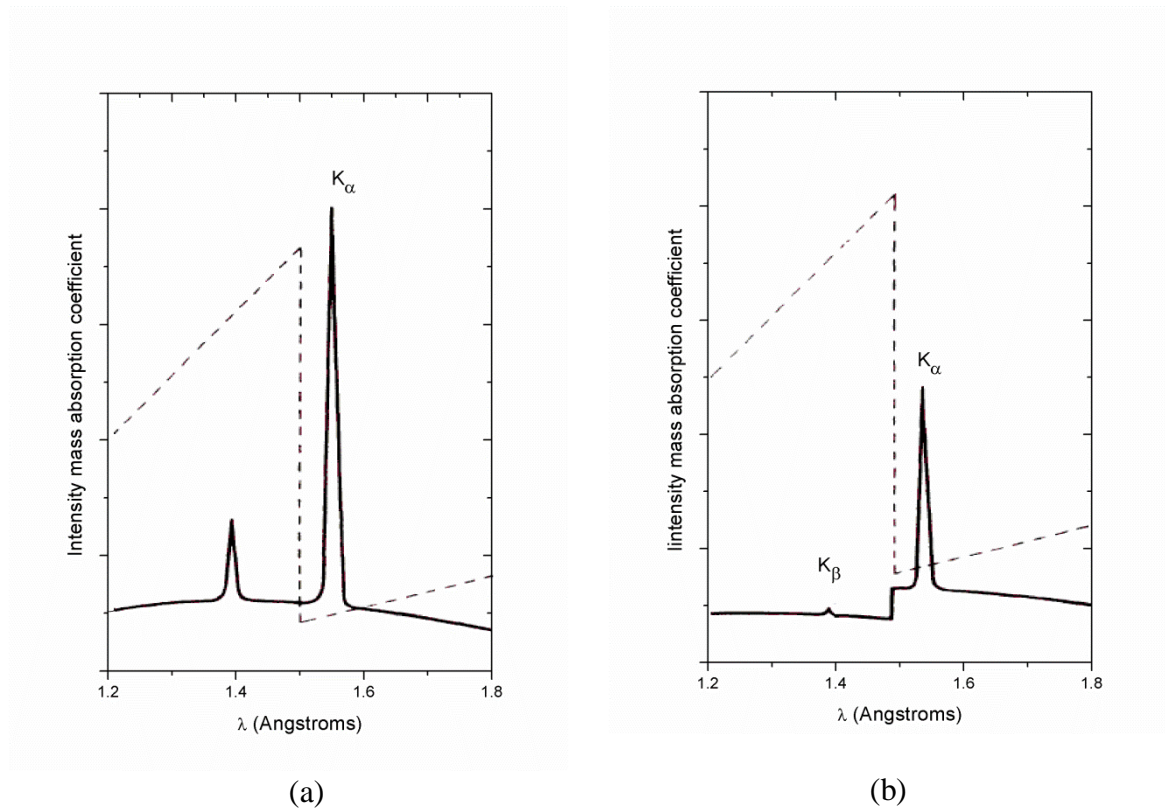 Intensity mass absorption coefficient
Kα
1.2 1.4 1.6 1.8
λ (Angstroms)
(a)
Iintensity mass absorption coefficient
Kα
Kβ
1.2 1.4 1.6 1.8
λ (Angstroms)
(b)